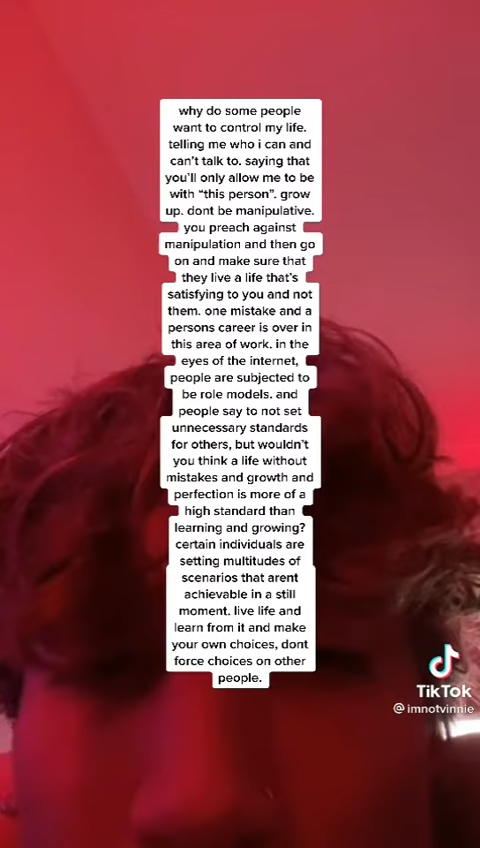 why do some people
want to control my life.
telling me who i can and
can't talk to. saying that
you'll only allow me to be
with "this person". grow
up. dont be manipulative.
you preach against
manipulation and then go
on and make sure that
they live a life that's
satisfying to you and not
them. one mistake and a
persons career is over in
this area of work. in the
eyes of the internet,
people are subjected to
be role models. and
people say to not set
unnecessary standards
for others, but wouldn't
you think a life without
mistakes and growth and
perfection is more of a
high standard than
learning and growing?
certain individuals are
setting multitudes of
scenarios that arent
achievable in a still
moment. live life and
learn from it and make
your own choices, dont
force choices on other
people.
TikTok
@imnotvinnie